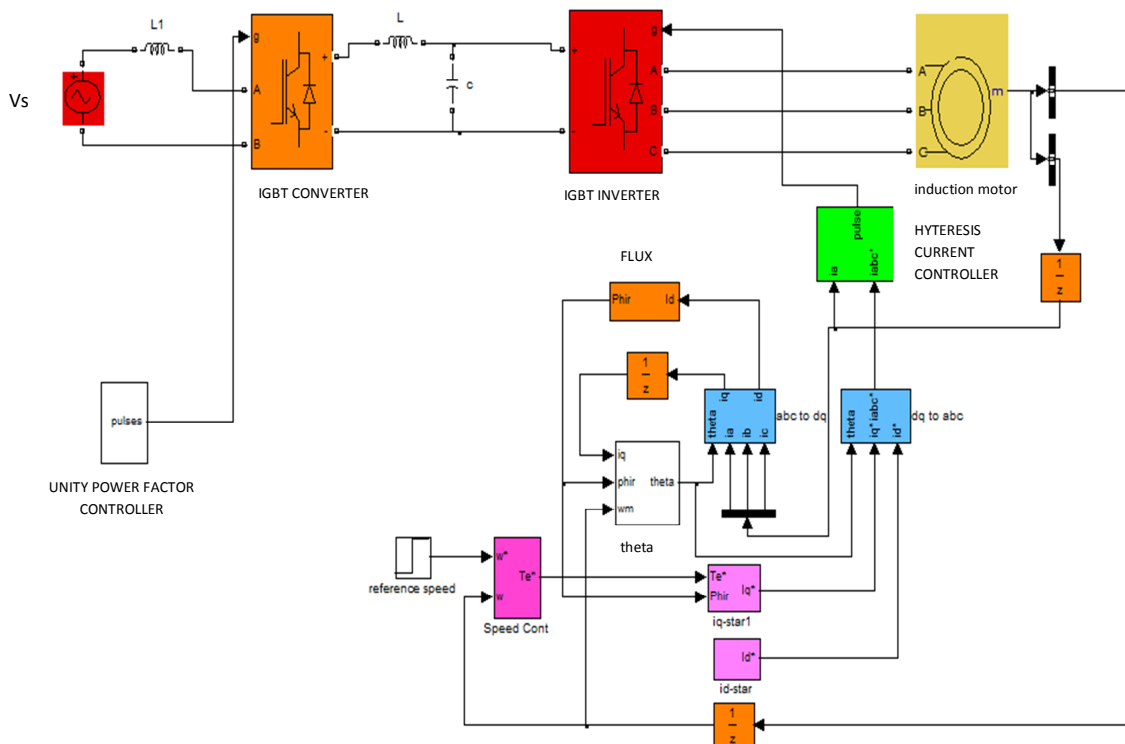 L1
Vs
+
g
A
B
+
-
IGBT CONVERTER
L
c
+
-
g
A
B
C
IGBT INVERTER
A
B
C
m
induction motor
pulse
ia
iabc*
HYTERESIS
CURRENT
CONTROLLER
1
z
FLUX
Phir
Id
1
z
pulses
UNITY POWER FACTOR
CONTROLLER
iq
id
theta
ia
ib
ic
abc to dq
iabc*
theta
iq*
id*
dq to abc
iq
phir
wm
theta
theta
reference speed
w*
w
Te*
Speed Cont
Te*
Phir
Iq*
iq-star1
Id*
id-star
1
z